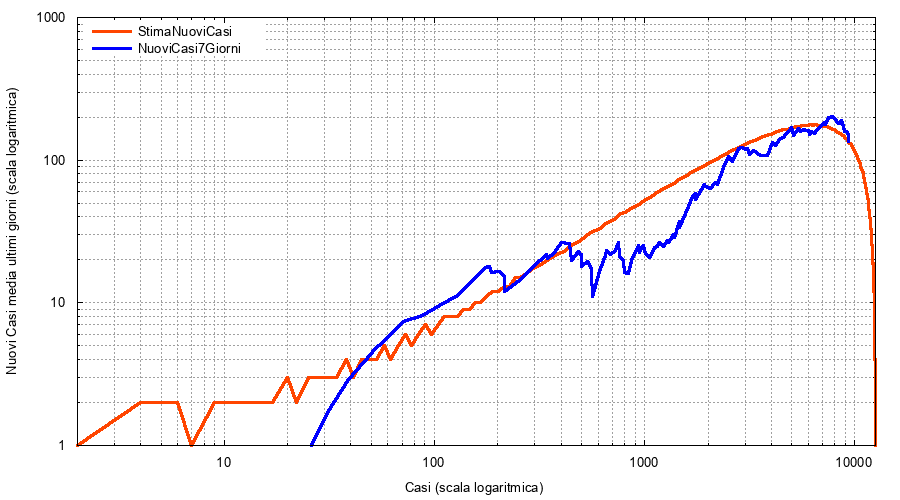 1000
StimaNuoviCasi
NuoviCasi7Giorni
100
10
1
Nuovi Casi media ultimi giorni (scala logaritmica)
10 100 1000 10000
Casi (scala logaritmica)